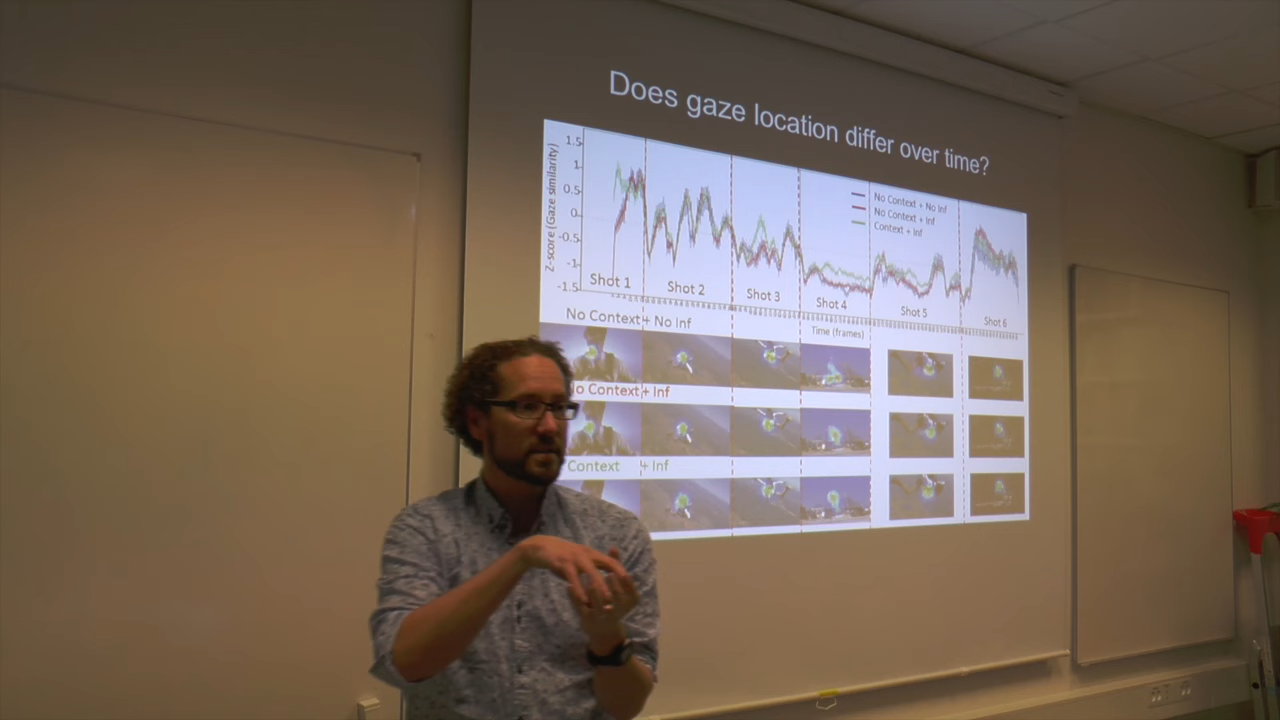 Does gaze location differ over time?
Z-score (Gaze similarity)
1.5
1
0.5
0
-0.5
-1
-1.5
No Context + No Inf
No Context + Inf
Context + Inf
Shot 1
Shot 2
Shot 3
Shot 4
Shot 5
Shot 6
Time (frames)
No Context + No Inf
o Context + Inf
Context + Inf